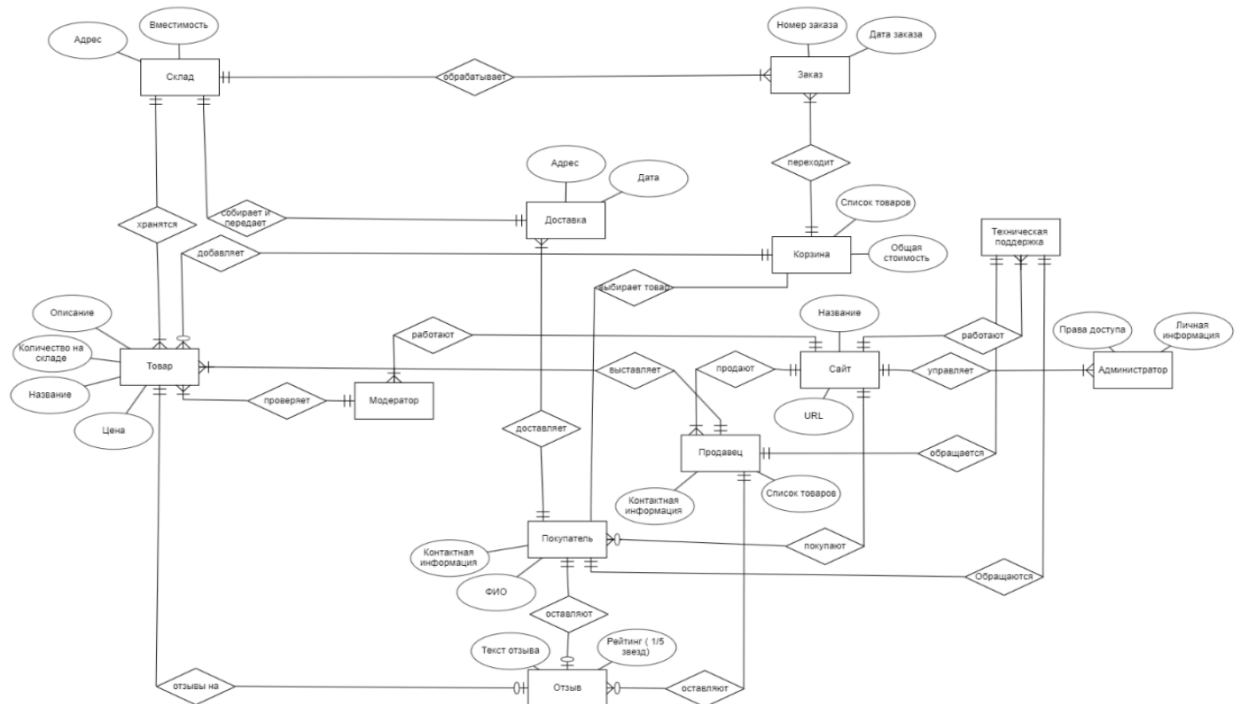 Вместимость
Адрес
Склад
обрабатывает
Номер заказа
Дата заказа
Заказ
переходит
Адрес
Дата
Доставка
собирает и
передает
хранятся
добавляет
Список товаров
Общая
стоимость
Корзина
Техническая
поддержка
выбирает товар
Описание
Количество на
складе
Название
Цена
Товар
работают
Модератор
проверяет
выставляет
продают
Название
Сайт
URL
работают
управляет
Права доступа
Личная
информация
Администратор
доставляет
Продавец
обращается
Контактная
информация
Список товаров
Покупатель
покупают
Контактная
информация
ФИО
Обращаются
оставляют
Текст отзыва
Рейтинг ( 1/5
звезд)
отзывы на
Отзыв
оставляют